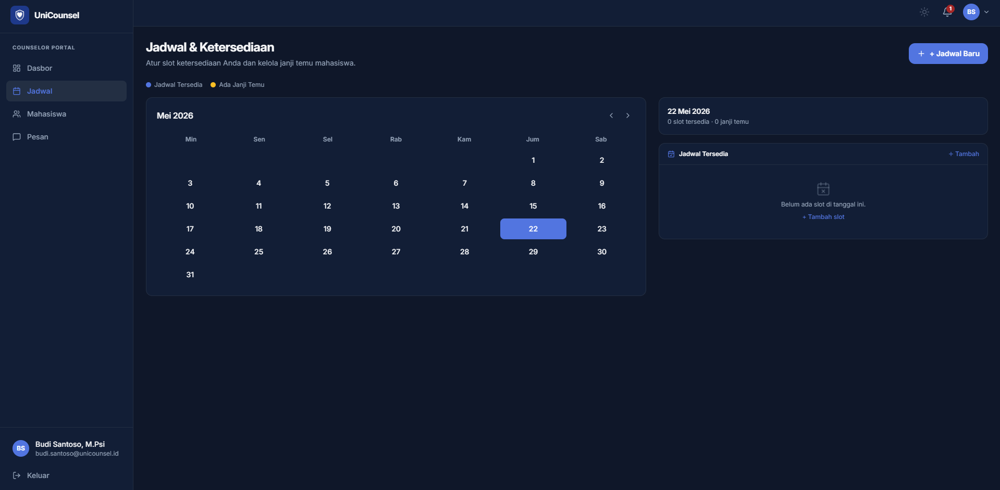 UniCounsel
COUNSELOR PORTAL
Dasbor
Jadwal
Mahasiswa
Pesan
Budi Santoso, M.Psi
BS
budi.santoso@unicounsel.id
Keluar
1
BS
Jadwal & Ketersediaan
Atur slot ketersediaan Anda dan kelola janji temu mahasiswa.
+ Jadwal Baru
Jadwal Tersedia
Ada Janji Temu
Mei 2026
Min Sen Sel Rab Kam Jum Sab
1 2
3 4 5 6 7 8 9
10 11 12 13 14 15 16
17 18 19 20 21 22 23
24 25 26 27 28 29 30
31
22 Mei 2026
0 slot tersedia · 0 janji temu
Jadwal Tersedia
+ Tambah
Belum ada slot di tanggal ini.
+ Tambah slot